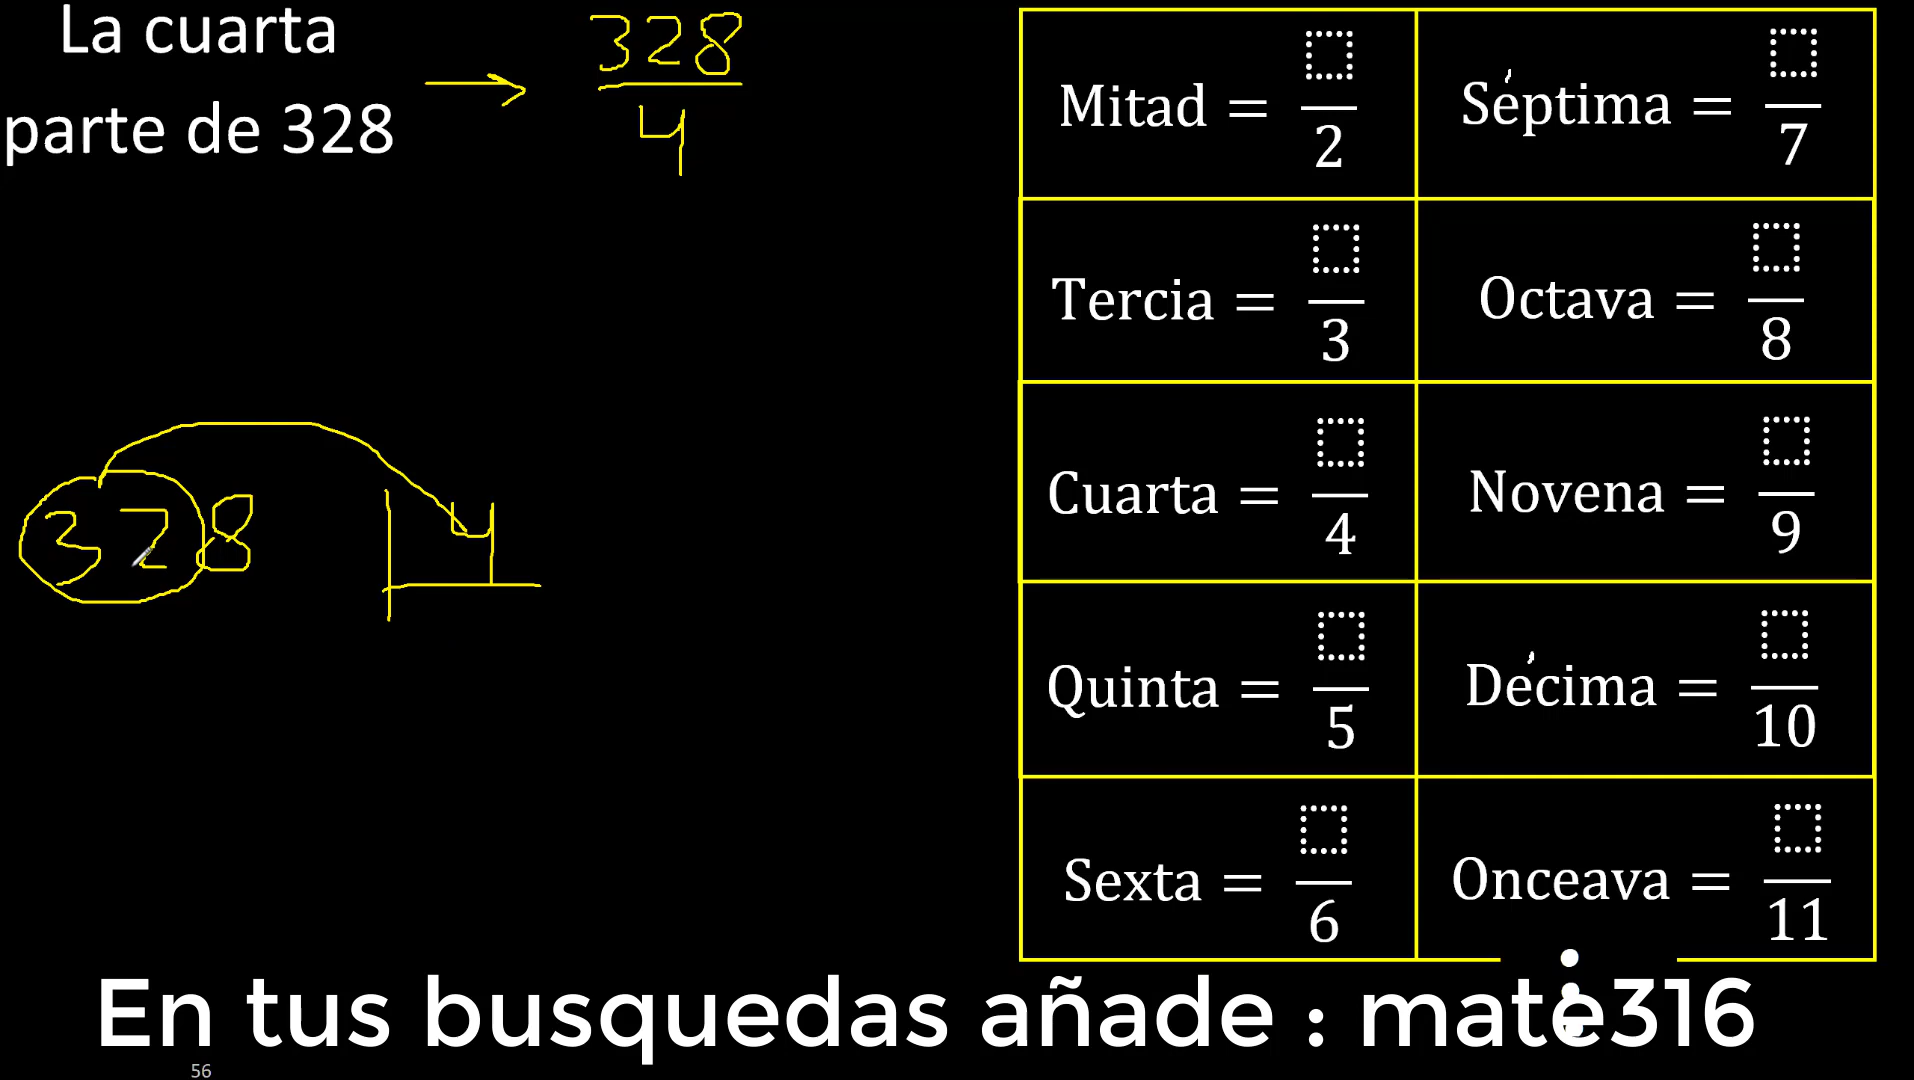 La cuarta
parte de 328
328
4
328 4
Mitad = □/2
Séptima = □/7
Tercia = □/3
Octava = □/8
Cuarta = □/4
Novena = □/9
Quinta = □/5
Décima = □/10
Sexta = □/6
Onceava = □/11
En tus busquedas añade : mate316
56